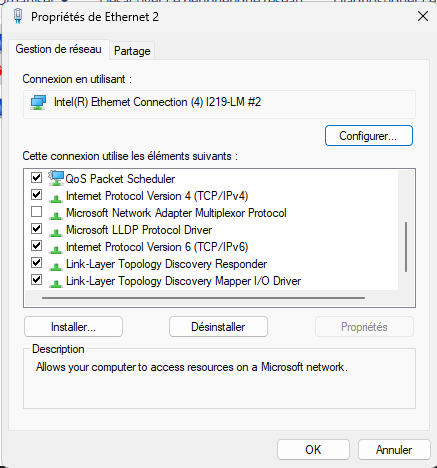 Propriétés de Ethernet 2
Gestion de réseau
Partage
Connexion en utilisant :
Intel(R) Ethernet Connection (4) I219-LM #2
Configurer...
Cette connexion utilise les éléments suivants :
QoS Packet Scheduler
Internet Protocol Version 4 (TCP/IPv4)
Microsoft Network Adapter Multiplexor Protocol
Microsoft LLDP Protocol Driver
Internet Protocol Version 6 (TCP/IPv6)
Link-Layer Topology Discovery Responder
Link-Layer Topology Discovery Mapper I/O Driver
Installer...
Désinstaller
Propriétés
Description
Allows your computer to access resources on a Microsoft network.
OK
Annuler